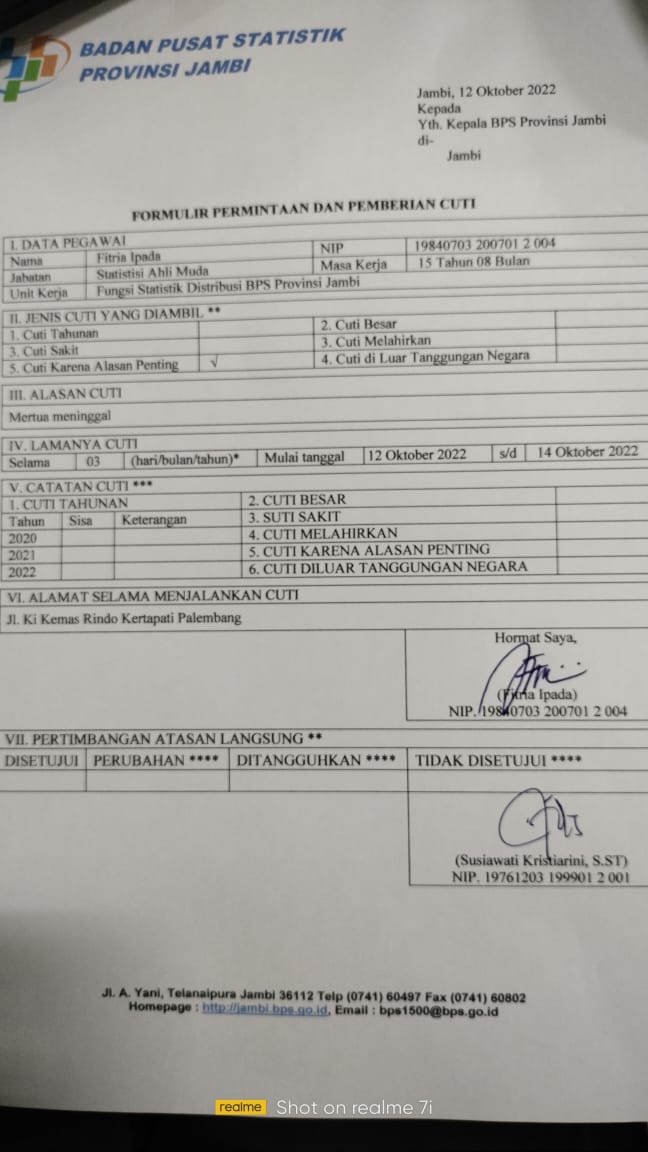 BADAN PUSAT STATISTIK
PROVINSI JAMBI
Jambi, 12 Oktober 2022
Kepada
Yth. Kepala BPS Provinsi Jambi
di-
Jambi
FORMULIR PERMINTAAN DAN PEMBERIAN CUTI
I. DATA PEGAWAI
Nama Fitria Ipada NIP 19840703 200701 2 004
Jabatan Statistisi Ahli Muda Masa Kerja 15 Tahun 08 Bulan
Unit Kerja Fungsi Statistik Distribusi BPS Provinsi Jambi
II. JENIS CUTI YANG DIAMBIL **
1. Cuti Tahunan 2. Cuti Besar
3. Cuti Sakit 3. Cuti Melahirkan
5. Cuti Karena Alasan Penting √ 4. Cuti di Luar Tanggungan Negara
III. ALASAN CUTI
Mertua meninggal
IV. LAMANYA CUTI
Selama 03 (hari/bulan/tahun)* Mulai tanggal 12 Oktober 2022 s/d 14 Oktober 2022
V. CATATAN CUTI ***
1. CUTI TAHUNAN 2. CUTI BESAR
Tahun Sisa Keterangan 3. SUTI SAKIT
2020 4. CUTI MELAHIRKAN
2021 5. CUTI KARENA ALASAN PENTING
2022 6. CUTI DILUAR TANGGUNGAN NEGARA
VI. ALAMAT SELAMA MENJALANKAN CUTI
Jl. Ki Kemas Rindo Kertapati Palembang
Hormat Saya,
(Fitria Ipada)
NIP. 19840703 200701 2 004
VII. PERTIMBANGAN ATASAN LANGSUNG **
DISETUJUI PERUBAHAN **** DITANGGUHKAN **** TIDAK DISETUJUI ****
(Susiawati Kristiarini, S.ST)
NIP. 19761203 199901 2 001
Jl. A. Yani, Telanaipura Jambi 36112 Telp (0741) 60497 Fax (0741) 60802
Homepage : http://jambi.bps.go.id, Email : bps1500@bps.go.id
realme Shot on realme 7i